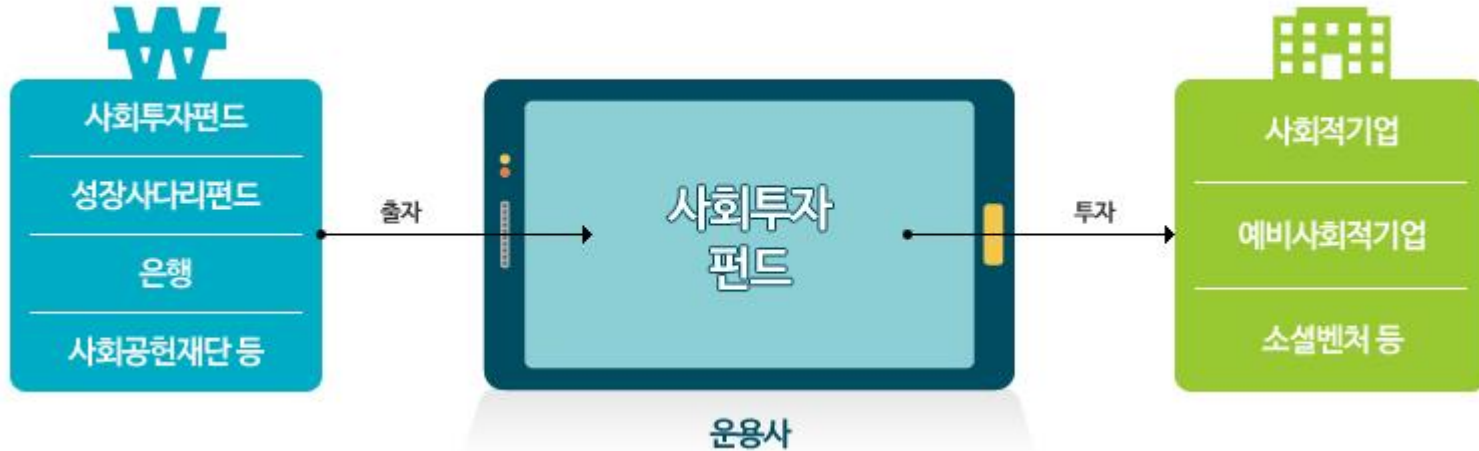 사회투자펀드
성장사다리펀드
은행
사회공헌재단 등
출자
사회투자
펀드
운용사
투자
사회적기업
예비사회적기업
소셜벤처 등